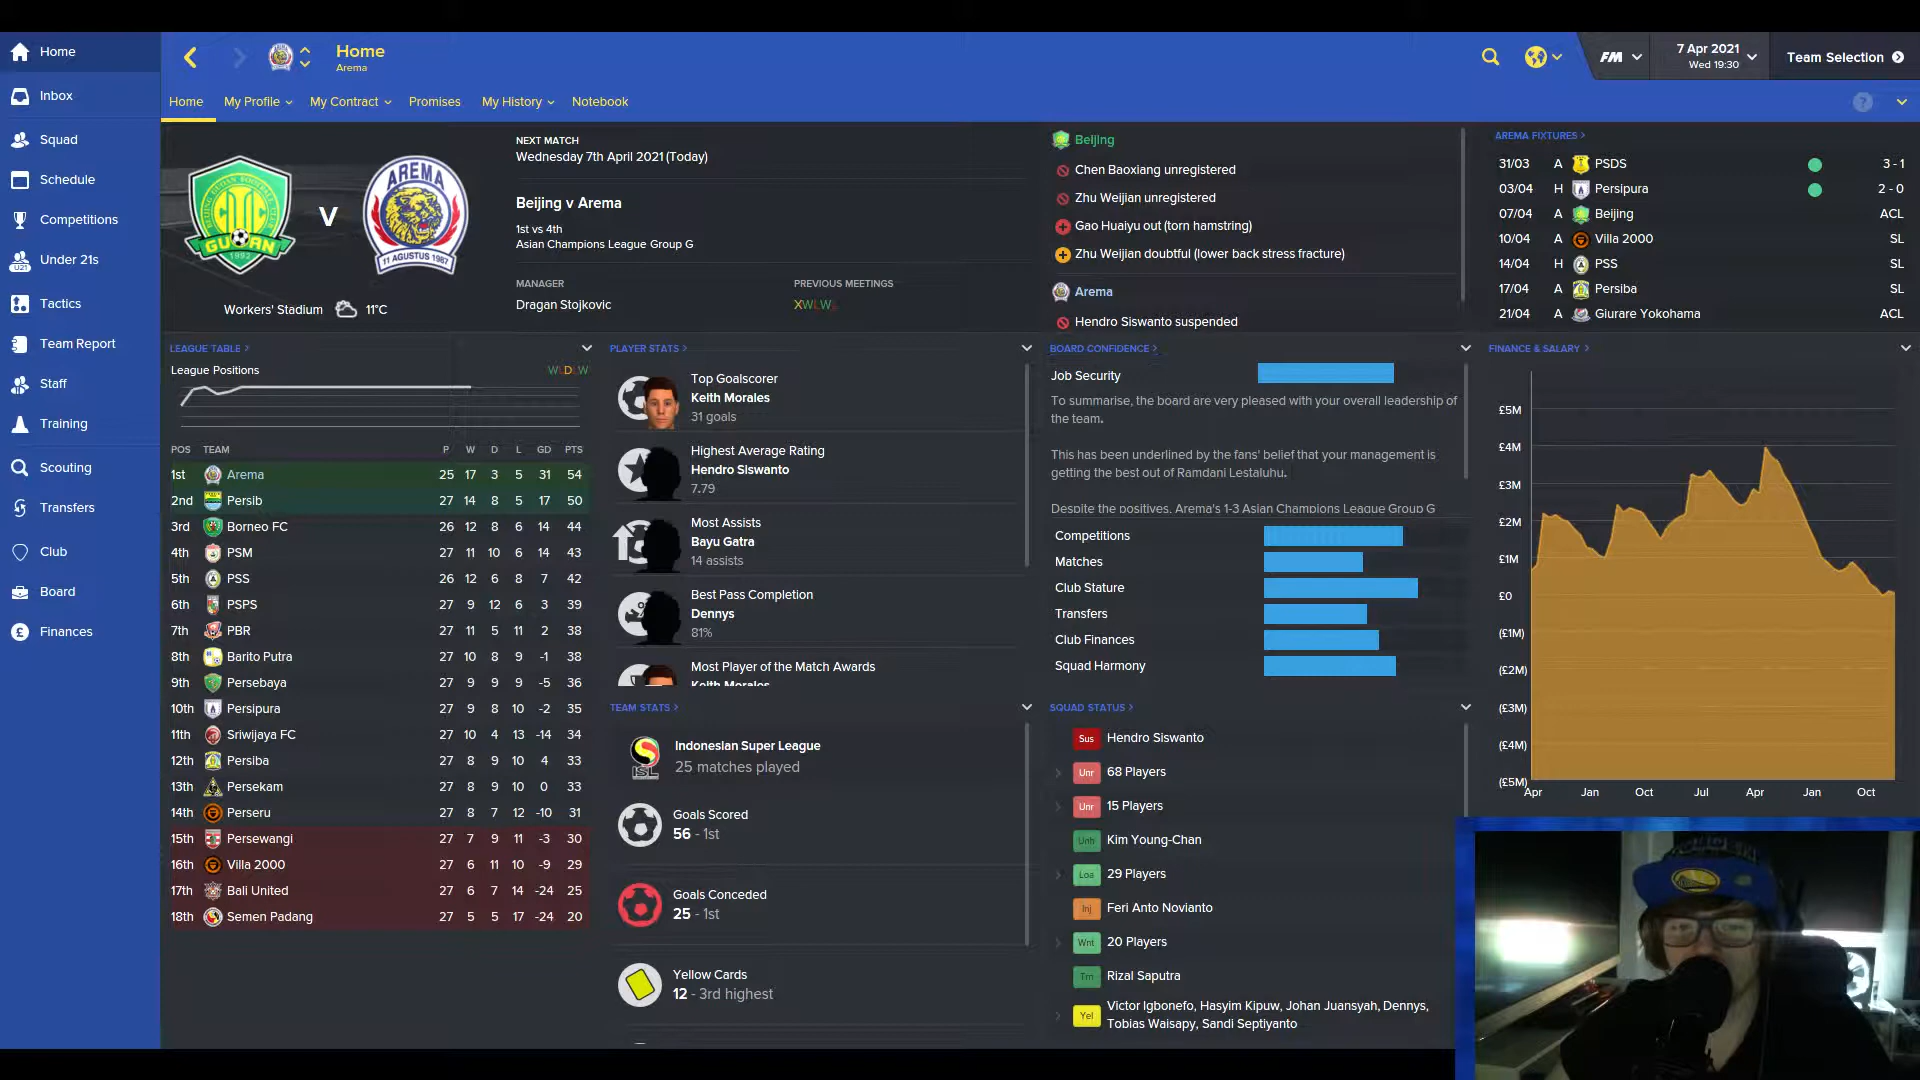 Home
Inbox
Squad
Schedule
Competitions
Under 21s
Tactics
Team Report
Staff
Training
Scouting
Transfers
Club
Board
Finances
Home
Arema
FM
7 Apr 2021
Wed 19:30
Team Selection
Home My Profile My Contract Promises My History Notebook
GUOAN
1992
V
AREMA
11 AGUSTUS 1987
Workers' Stadium 11°C
NEXT MATCH
Wednesday 7th April 2021 (Today)
Beijing v Arema
1st vs 4th
Asian Champions League Group G
MANAGER
Dragan Stojkovic
PREVIOUS MEETINGS
XWLWL
Beijing
Chen Baoxiang unregistered
Zhu Weijian unregistered
Gao Huaiyu out (torn hamstring)
Zhu Weijian doubtful (lower back stress fracture)
Arema
Hendro Siswanto suspended
AREMA FIXTURES >
31/03 A PSDS 3 - 1
03/04 H Persipura 2 - 0
07/04 A Beijing ACL
10/04 A Villa 2000 SL
14/04 H PSS SL
17/04 A Persiba SL
21/04 A Giurare Yokohama ACL
LEAGUE TABLE >
League Positions WLDLW
POS TEAM P W D L GD PTS
1st Arema 25 17 3 5 31 54
2nd Persib 27 14 8 5 17 50
3rd Borneo FC 26 12 8 6 14 44
4th PSM 27 11 10 6 14 43
5th PSS 26 12 6 8 7 42
6th PSPS 27 9 12 6 3 39
7th PBR 27 11 5 11 2 38
8th Barito Putra 27 10 8 9 -1 38
9th Persebaya 27 9 9 9 -5 36
10th Persipura 27 9 8 10 -2 35
11th Sriwijaya FC 27 10 4 13 -14 34
12th Persiba 27 8 9 10 4 33
13th Persekam 27 8 9 10 0 33
14th Perseru 27 8 7 12 -10 31
15th Persewangi 27 7 9 11 -3 30
16th Villa 2000 27 6 11 10 -9 29
17th Bali United 27 6 7 14 -24 25
18th Semen Padang 27 5 5 17 -24 20
PLAYER STATS >
Top Goalscorer
Keith Morales
31 goals
Highest Average Rating
Hendro Siswanto
7.79
Most Assists
Bayu Gatra
14 assists
Best Pass Completion
Dennys
81%
Most Player of the Match Awards
Keith Morales
TEAM STATS >
ISL
Indonesian Super League
25 matches played
Goals Scored
56 - 1st
Goals Conceded
25 - 1st
Yellow Cards
12 - 3rd highest
BOARD CONFIDENCE >
Job Security
To summarise, the board are very pleased with your overall leadership of
the team.
This has been underlined by the fans' belief that your management is
getting the best out of Ramdani Lestaluhu.
Despite the positives, Arema's 1-3 Asian Champions League Group G
Competitions
Matches
Club Stature
Transfers
Club Finances
Squad Harmony
SQUAD STATUS >
Sus Hendro Siswanto
Unr 68 Players
Unr 15 Players
Unh Kim Young-Chan
Loa 29 Players
Inj Feri Anto Novianto
Wnt 20 Players
Trn Rizal Saputra
Yel Victor Igbonefo, Hasyim Kipuw, Johan Juansyah, Dennys,
Tobias Waisapy, Sandi Septiyanto
FINANCE & SALARY >
£5M
£4M
£3M
£2M
£1M
£0
(£1M)
(£2M)
(£3M)
(£4M)
(£5M)
Apr Jan Oct Jul Apr Jan Oct